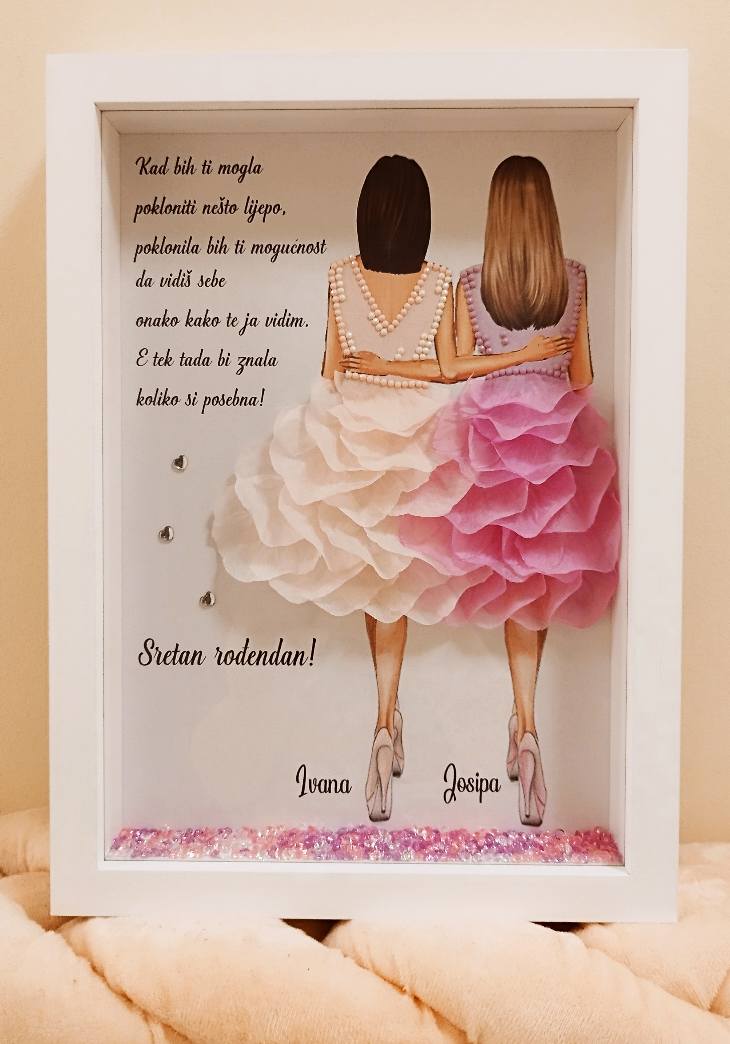 Kad bih ti mogla
pokloniti nešto lijepo,
poklonila bih ti mogućnost
da vidiš sebe
onako kako te ja vidim.
E tek tada bi znala
koliko si posebna!
Sretan rođendan!
Ivana
Josipa